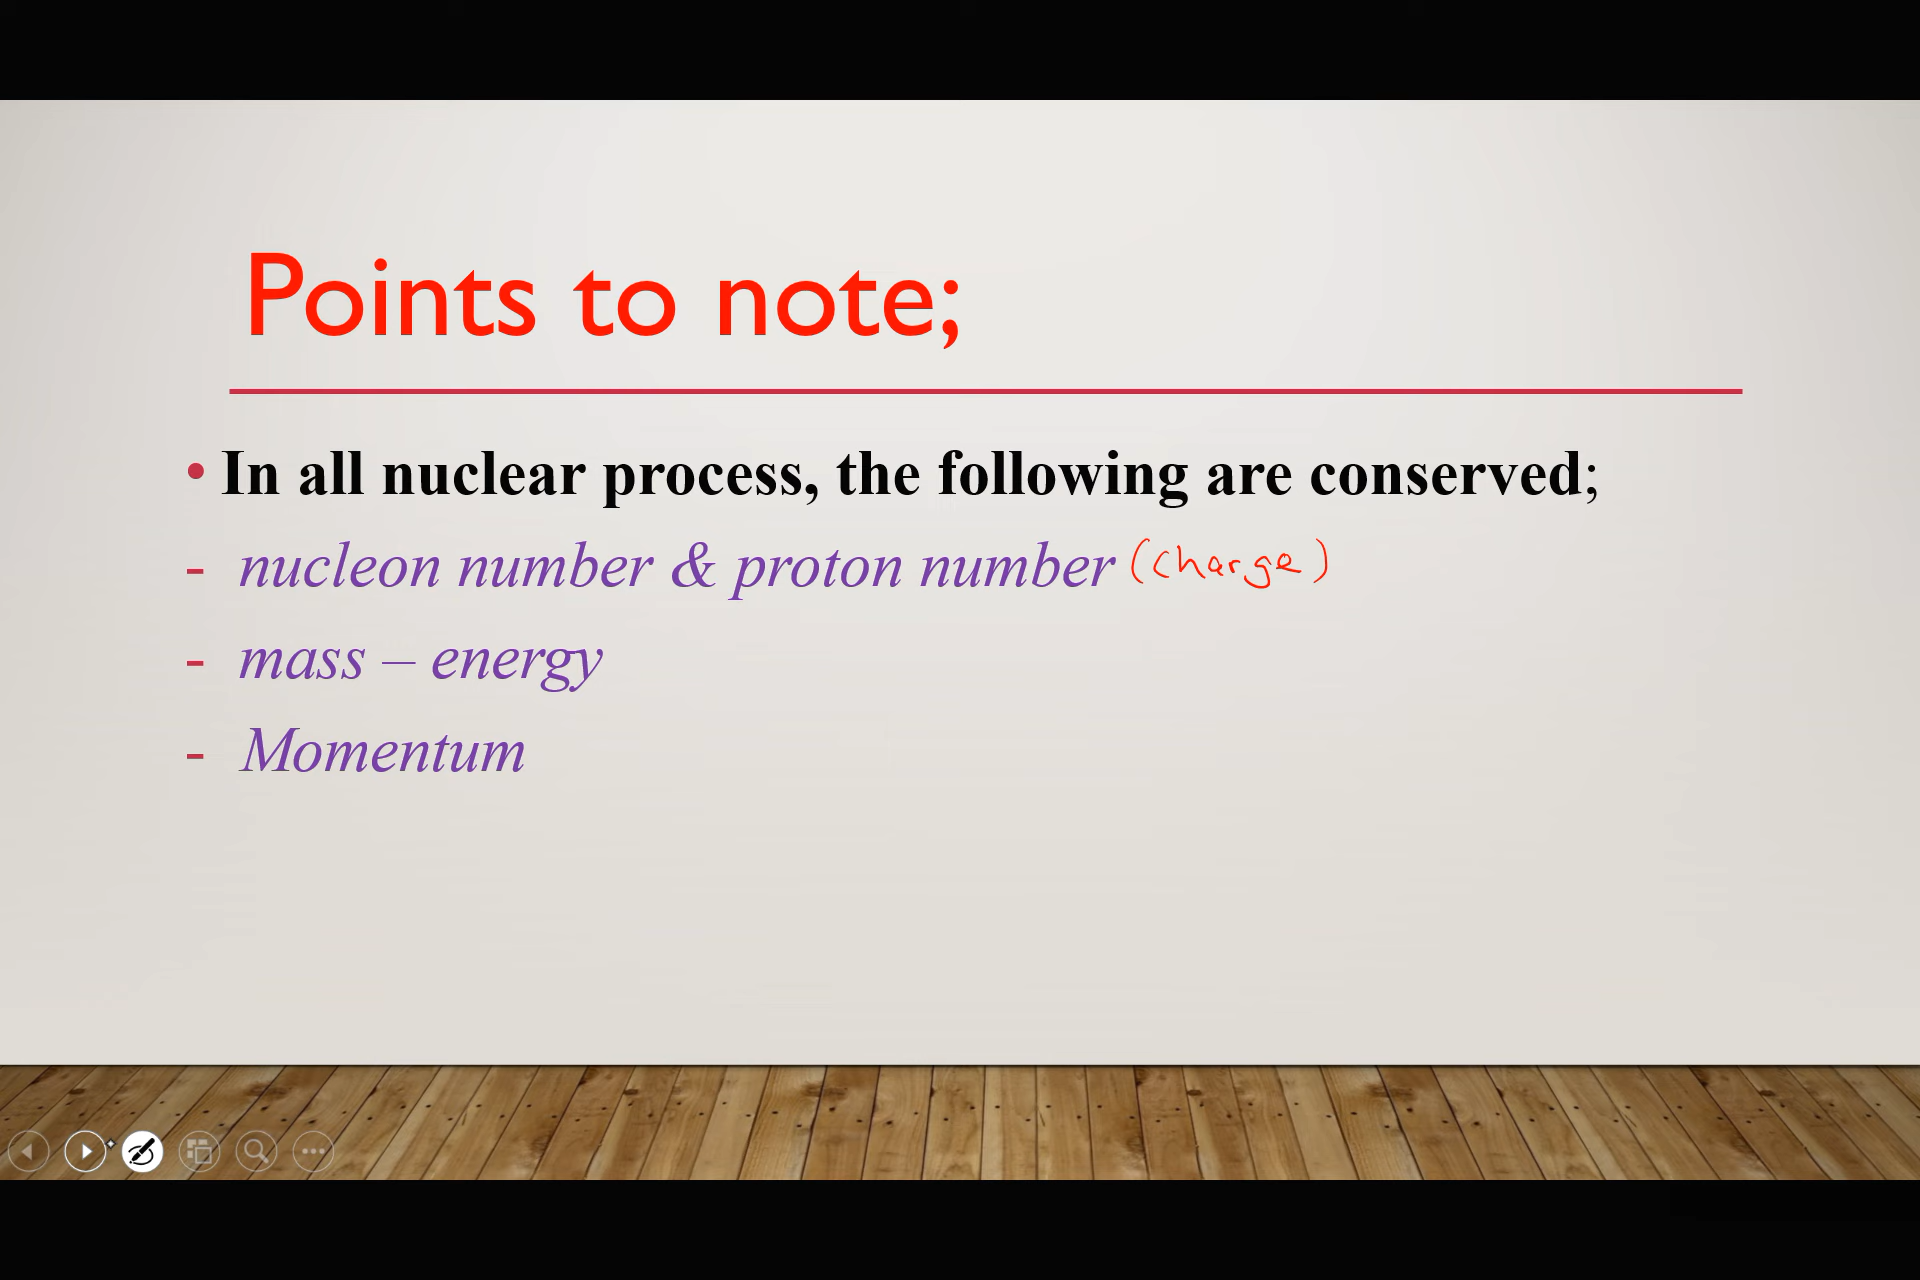 Points to note;
• In all nuclear process, the following are conserved;
- nucleon number & proton number (charge)
- mass – energy
- Momentum